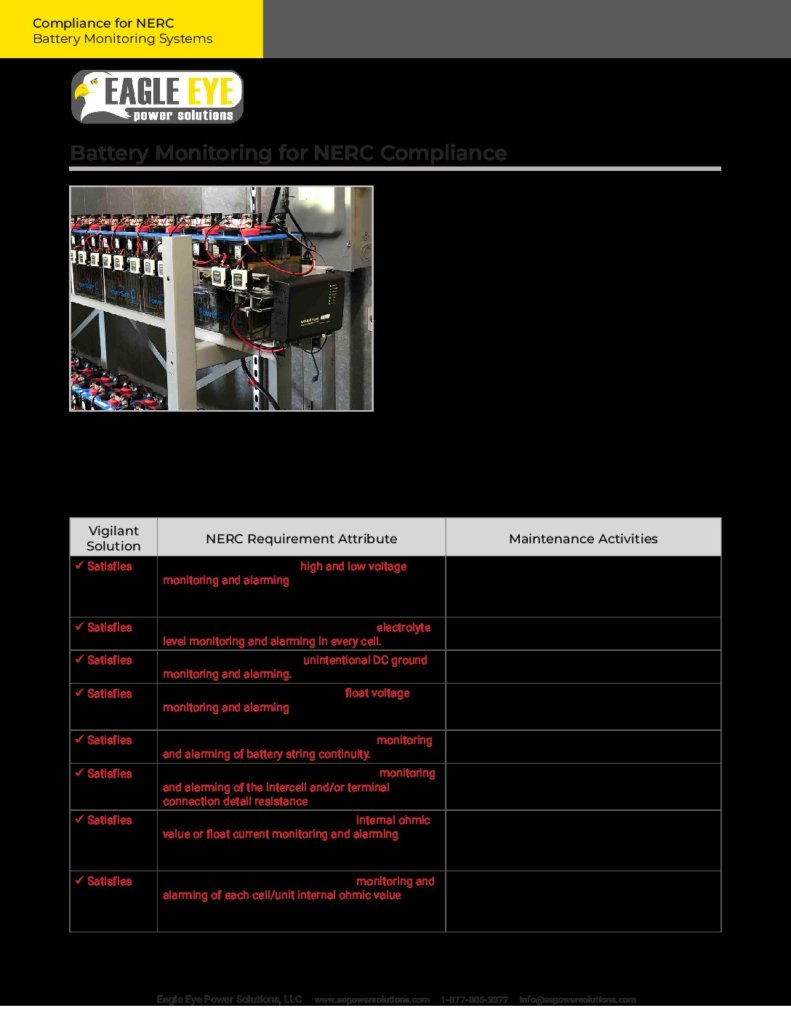 Compliance for NERC
Battery Monitoring Systems
EAGLE EYE
power solutions
Battery Monitoring for NERC Compliance
Vigilant
Solution
NERC Requirement Attribute
Maintenance Activities
✓ Satisfies
high and low voltage
monitoring and alarming
✓ Satisfies
electrolyte
level monitoring and alarming in every cell.
✓ Satisfies
unintentional DC ground
monitoring and alarming.
✓ Satisfies
float voltage
monitoring and alarming
✓ Satisfies
monitoring
and alarming of battery string continuity.
✓ Satisfies
monitoring
and alarming of the intercell and/or terminal
connection detail resistance
✓ Satisfies
internal ohmic
value or float current monitoring and alarming
✓ Satisfies
monitoring and
alarming of each cell/unit internal ohmic value
Eagle Eye Power Solutions, LLC www.eepowersolutions.com 1-877-805-3377 info@eepowersolutions.com